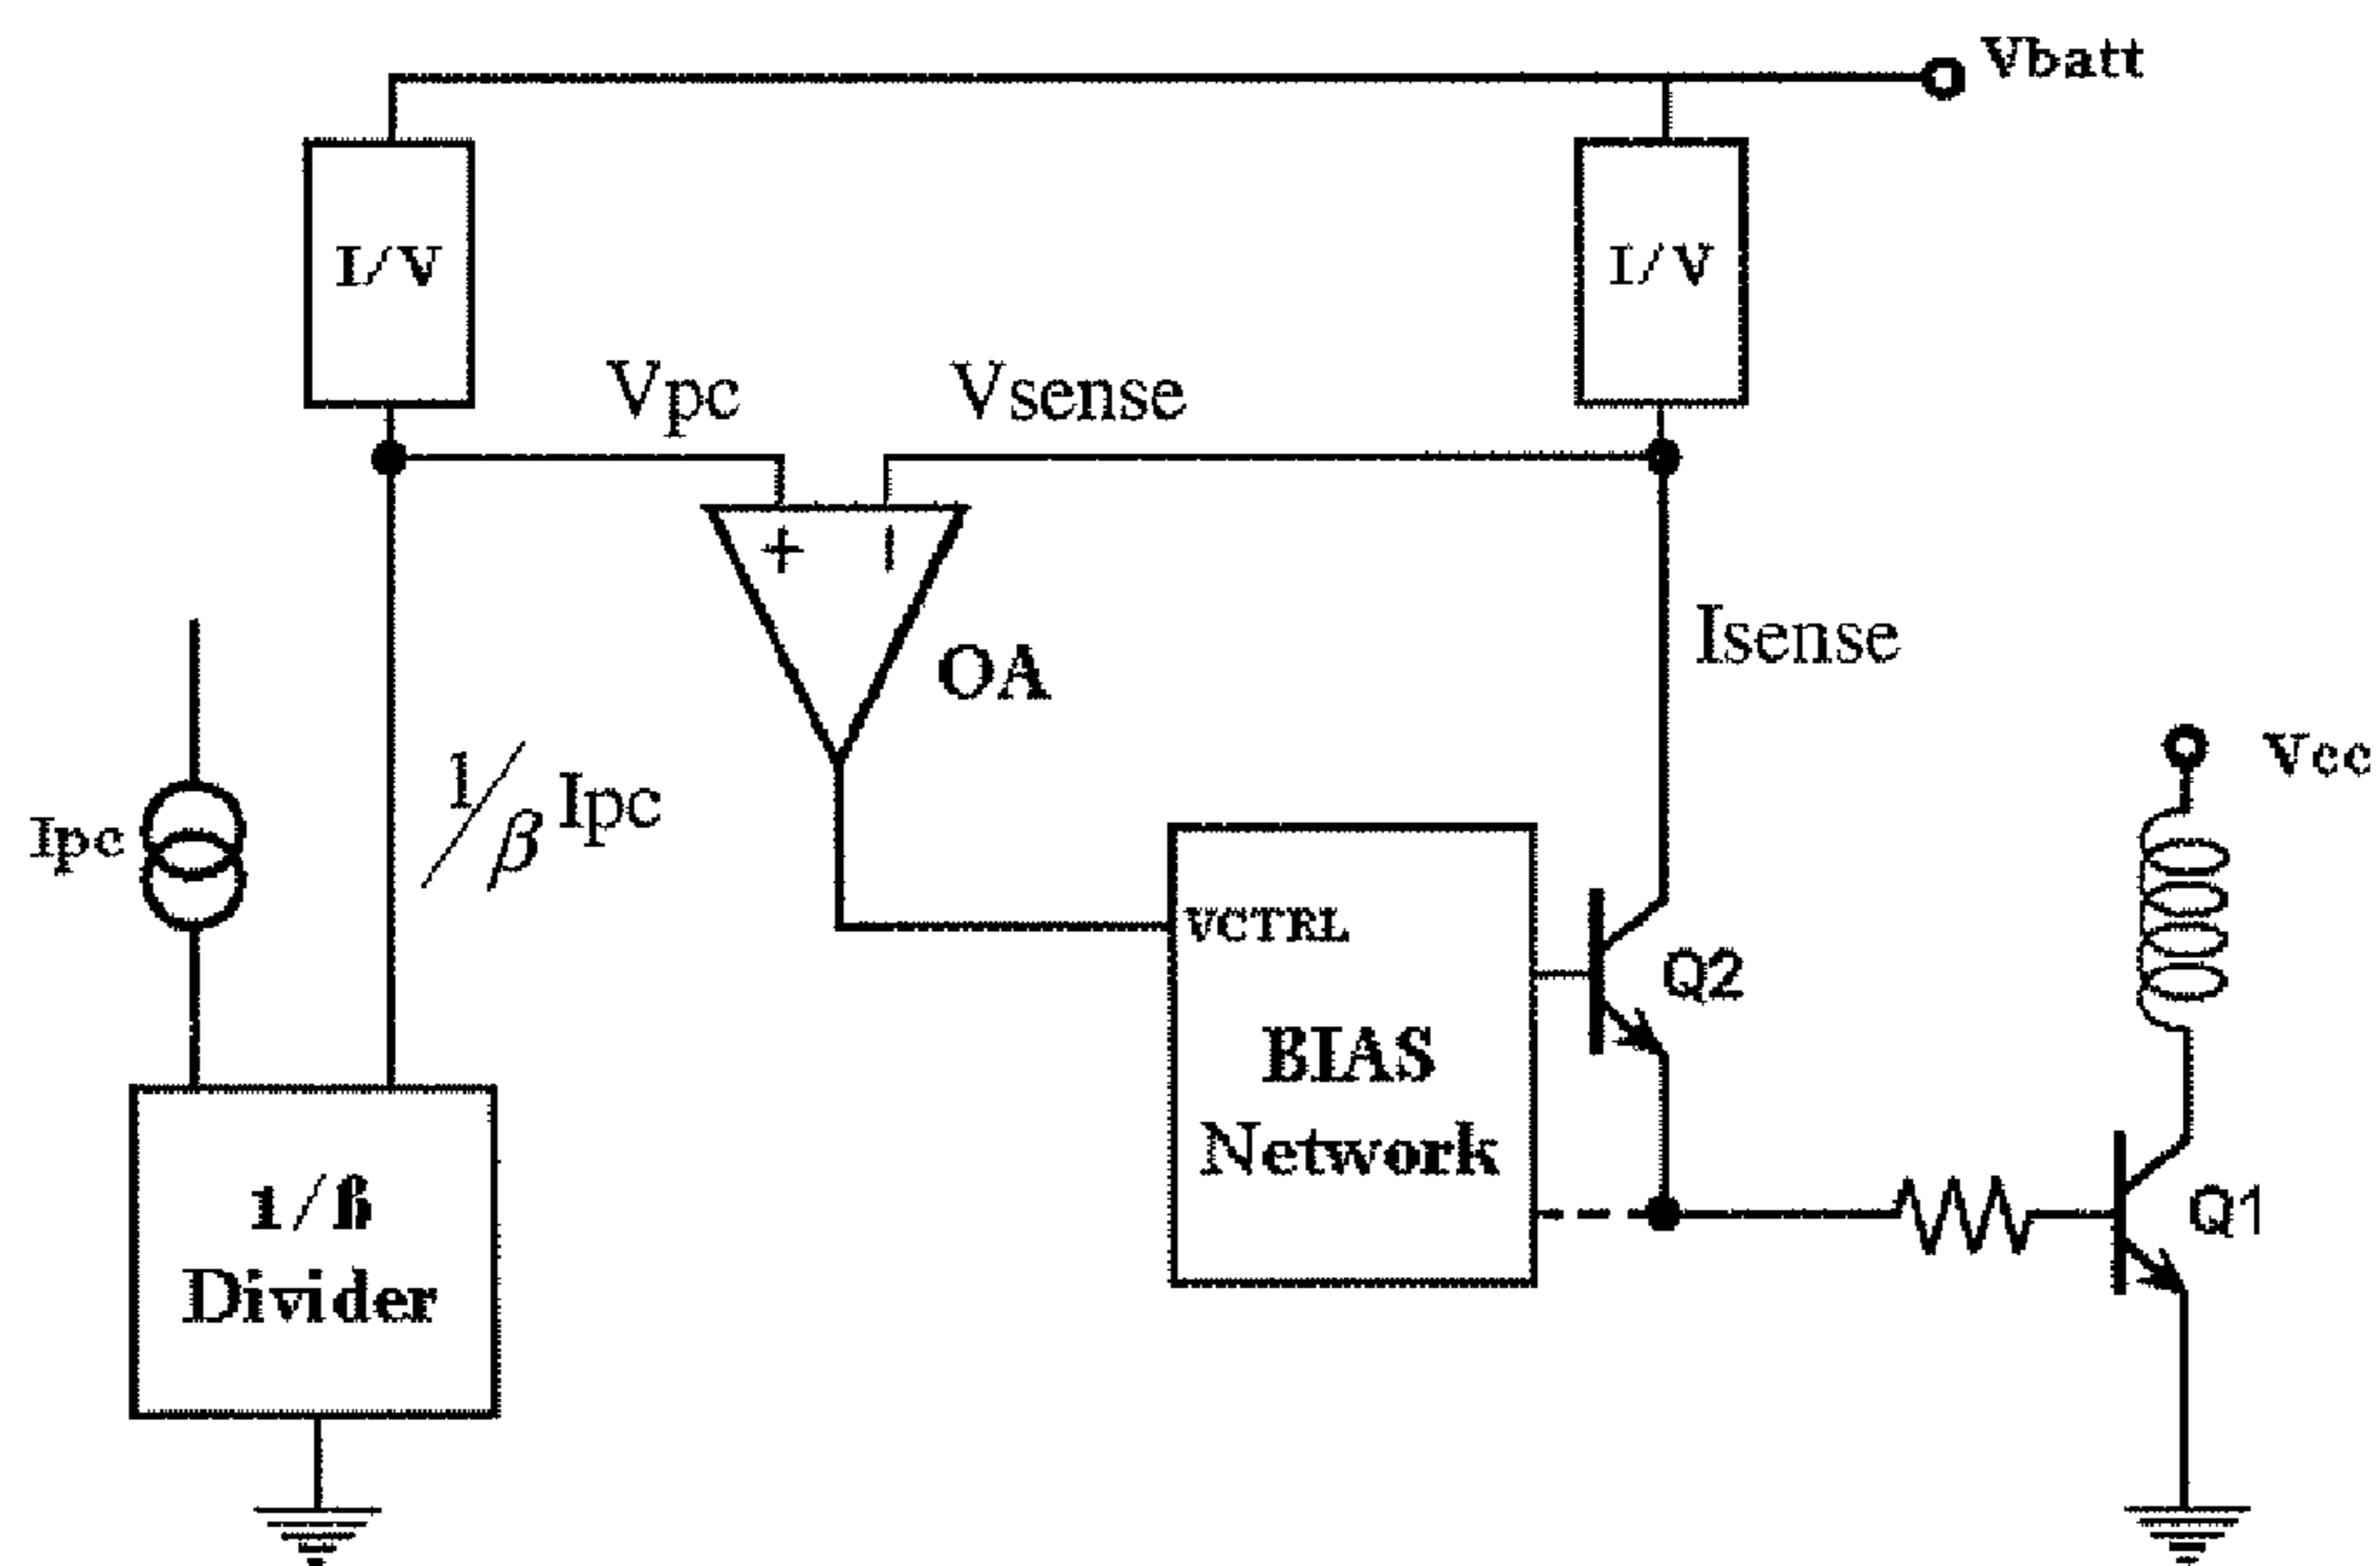 Vbatt
I/V
I/V
Vpc
Vsense
+
−
OA
Isense
Vcc
Ipc
1/β Ipc
VCTRL
Q2
BIAS
Network
Q1
1/ß
Divider